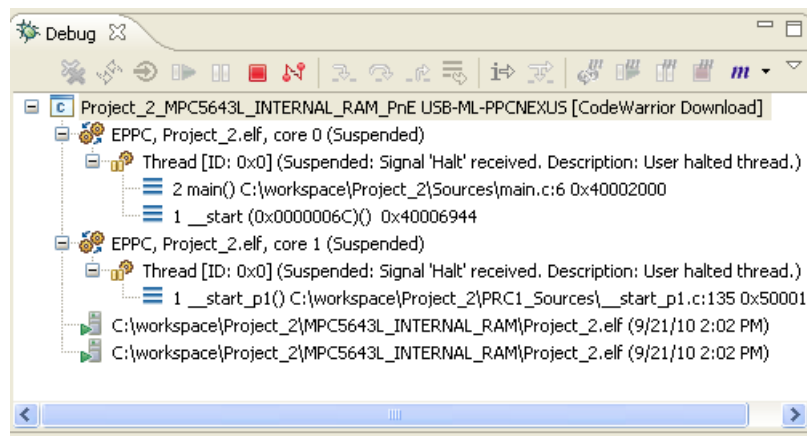 Debug
i
m
c Project_2_MPC5643L_INTERNAL_RAM_PnE USB-ML-PPCNEXUS [CodeWarrior Download]
EPPC, Project_2.elf, core 0 (Suspended)
Thread [ID: 0x0] (Suspended: Signal 'Halt' received. Description: User halted thread.)
2 main() C:\workspace\Project_2\Sources\main.c:6 0x40002000
1 __start (0x0000006C)() 0x40006944
EPPC, Project_2.elf, core 1 (Suspended)
Thread [ID: 0x0] (Suspended: Signal 'Halt' received. Description: User halted thread.)
1 __start_p1() C:\workspace\Project_2\PRC1_Sources\__start_p1.c:135 0x50001
C:\workspace\Project_2\MPC5643L_INTERNAL_RAM\Project_2.elf (9/21/10 2:02 PM)
C:\workspace\Project_2\MPC5643L_INTERNAL_RAM\Project_2.elf (9/21/10 2:02 PM)